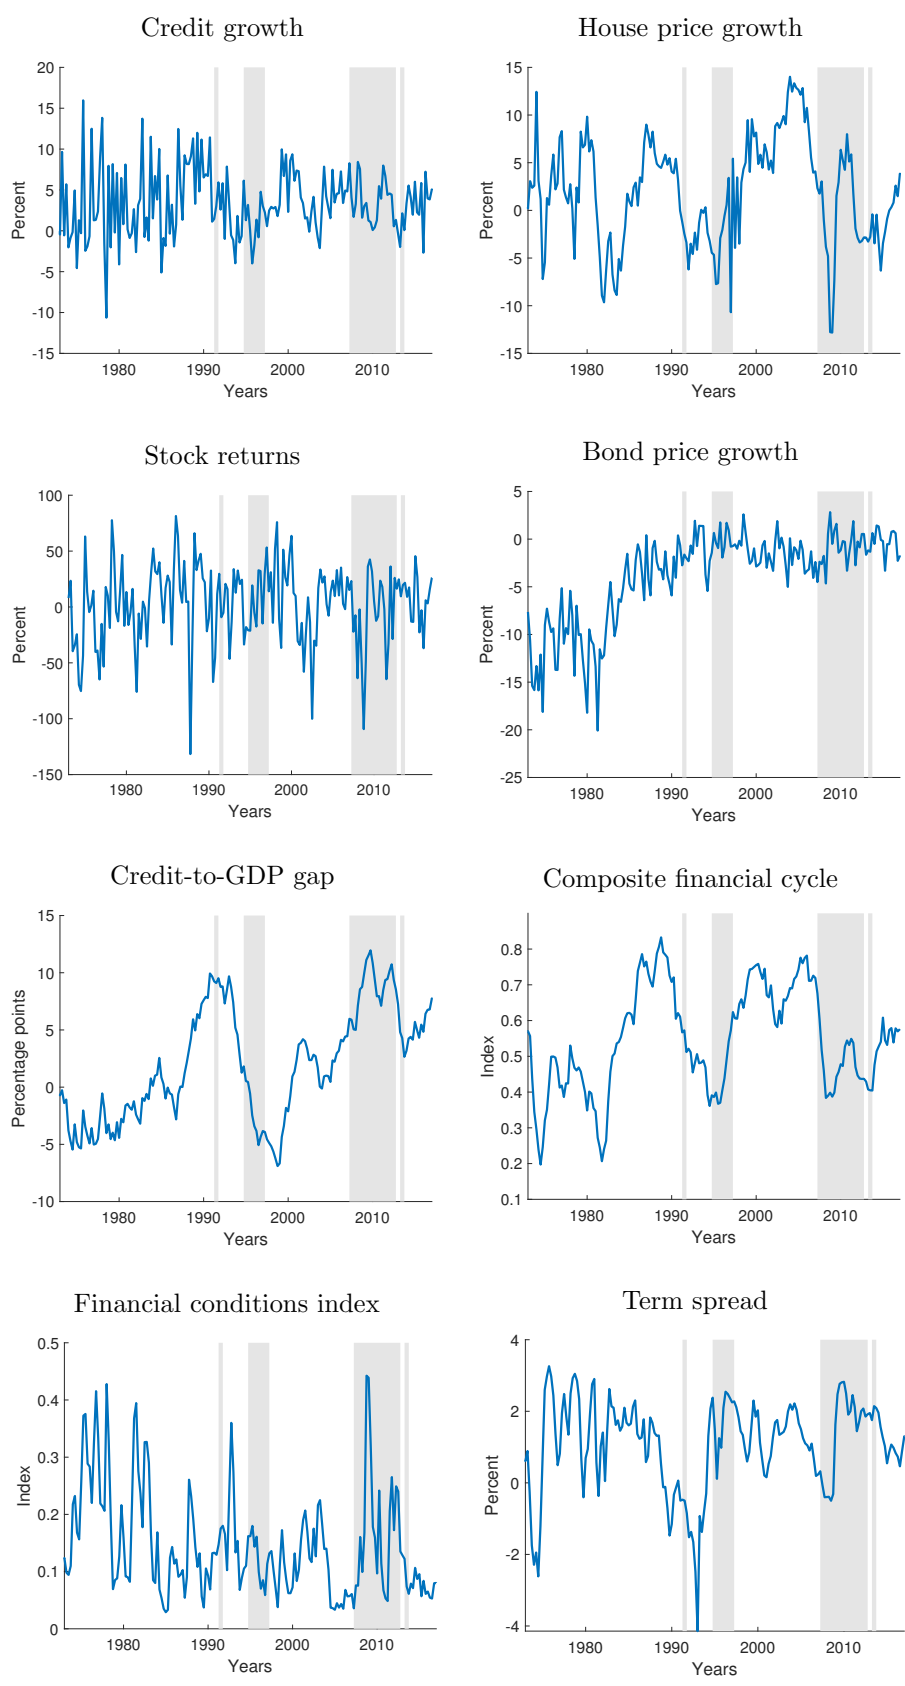 Credit growth
House price growth
20
15
10
5
0
-5
-10
-15
Percent
1980 1990 2000 2010
Years
15
10
5
0
-5
-10
-15
Percent
1980 1990 2000 2010
Years
Stock returns
Bond price growth
100
50
0
-50
-100
-150
Percent
1980 1990 2000 2010
Years
5
0
-5
-10
-15
-20
-25
Percent
1980 1990 2000 2010
Years
Credit-to-GDP gap
Composite financial cycle
15
10
5
0
-5
-10
Percentage points
1980 1990 2000 2010
Years
0.8
0.7
0.6
0.5
0.4
0.3
0.2
0.1
Index
1980 1990 2000 2010
Years
Financial conditions index
Term spread
0.5
0.4
0.3
0.2
0.1
0
Index
1980 1990 2000 2010
Years
4
2
0
-2
-4
Percent
1980 1990 2000 2010
Years